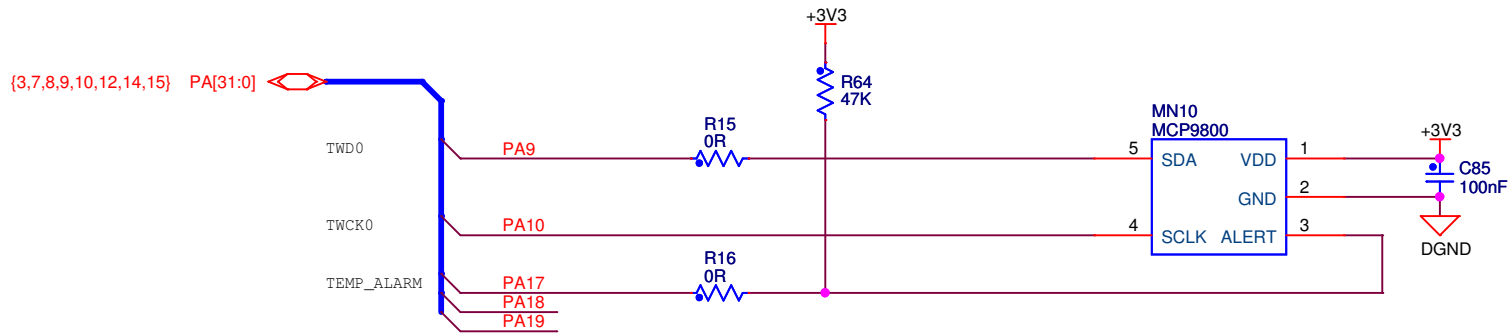 +3V3
{3,7,8,9,10,12,14,15} PA[31:0]
R64
47K
MN10
MCP9800
R15
0R
+3V3
TWD0 PA9 5 SDA VDD 1
C85
100nF
GND 2
TWCK0 PA10 4 SCLK ALERT 3
DGND
R16
0R
TEMP_ALARM PA17
PA18
PA19